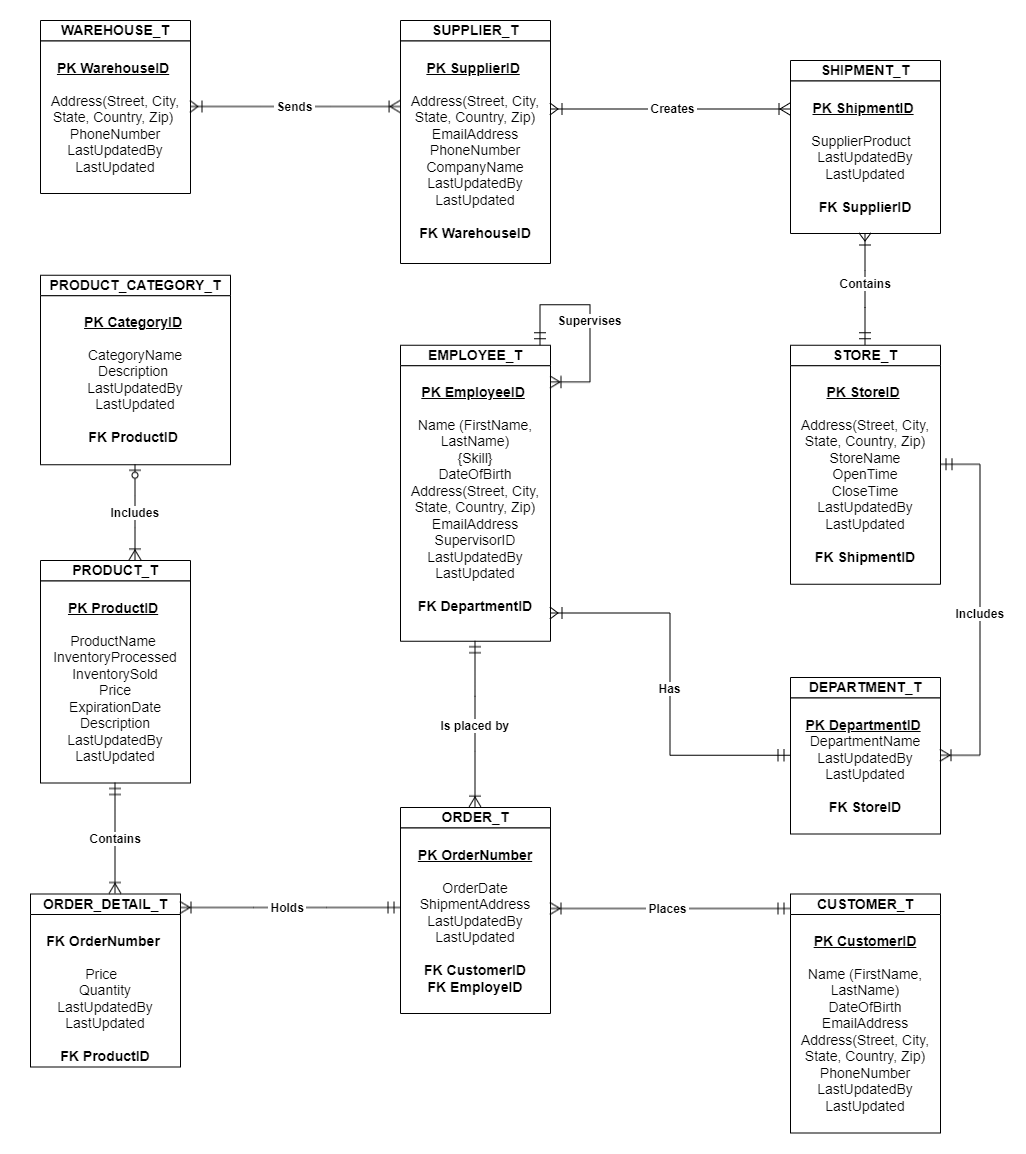 WAREHOUSE_T
PK WarehouseID
Address(Street, City,
State, Country, Zip)
PhoneNumber
LastUpdatedBy
LastUpdated
Sends
SUPPLIER_T
PK SupplierID
Address(Street, City,
State, Country, Zip)
EmailAddress
PhoneNumber
CompanyName
LastUpdatedBy
LastUpdated
FK WarehouseID
Creates
SHIPMENT_T
PK ShipmentID
SupplierProduct
LastUpdatedBy
LastUpdated
FK SupplierID
Contains
PRODUCT_CATEGORY_T
PK CategoryID
CategoryName
Description
LastUpdatedBy
LastUpdated
FK ProductID
Includes
Supervises
EMPLOYEE_T
PK EmployeeID
Name (FirstName,
LastName)
{Skill}
DateOfBirth
Address(Street, City,
State, Country, Zip)
EmailAddress
SupervisorID
LastUpdatedBy
LastUpdated
FK DepartmentID
STORE_T
PK StoreID
Address(Street, City,
State, Country, Zip)
StoreName
OpenTime
CloseTime
LastUpdatedBy
LastUpdated
FK ShipmentID
Includes
PRODUCT_T
PK ProductID
ProductName
InventoryProcessed
InventorySold
Price
ExpirationDate
Description
LastUpdatedBy
LastUpdated
Contains
Is placed by
Has
DEPARTMENT_T
PK DepartmentID
DepartmentName
LastUpdatedBy
LastUpdated
FK StoreID
ORDER_DETAIL_T
FK OrderNumber
Price
Quantity
LastUpdatedBy
LastUpdated
FK ProductID
Holds
ORDER_T
PK OrderNumber
OrderDate
ShipmentAddress
LastUpdatedBy
LastUpdated
FK CustomerID
FK EmployeID
Places
CUSTOMER_T
PK CustomerID
Name (FirstName,
LastName)
DateOfBirth
EmailAddress
Address(Street, City,
State, Country, Zip)
PhoneNumber
LastUpdatedBy
LastUpdated